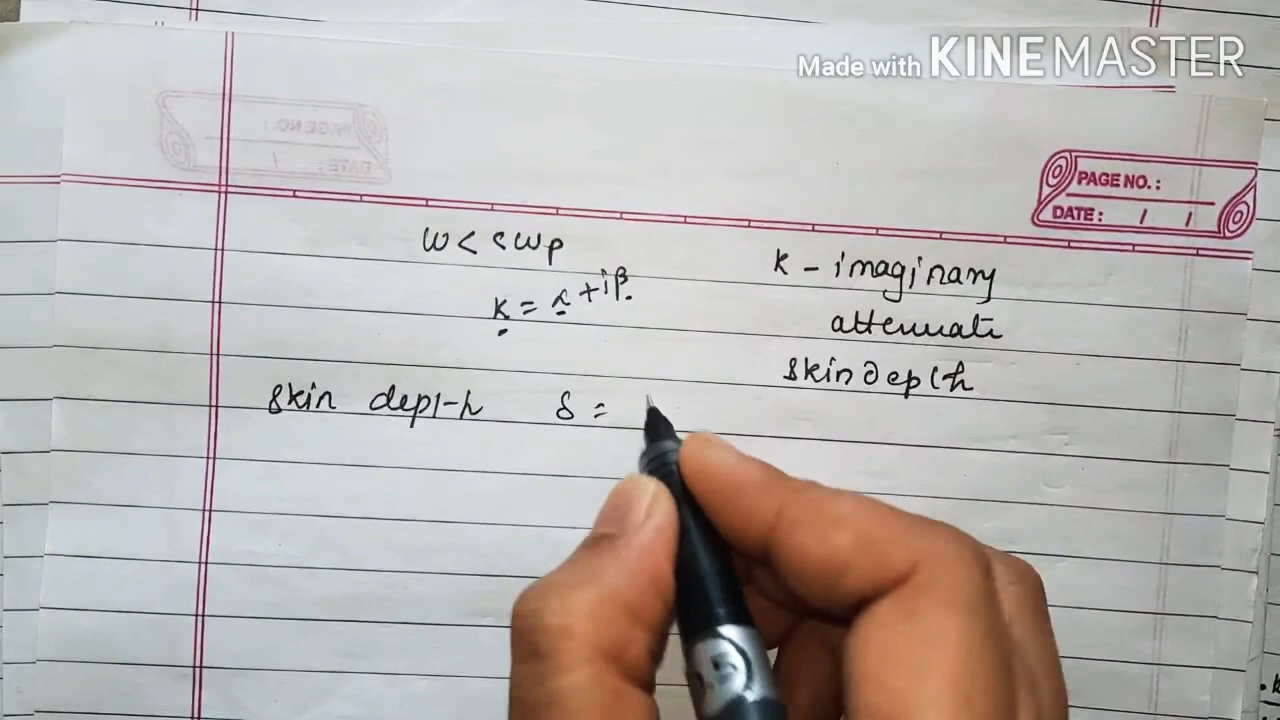 Made with KINEMASTER
PAGE NO. :
DATE : / /
ω < < ωp
k = α + iβ.
k - imaginary
attenuati
skin depth
skin depth δ =